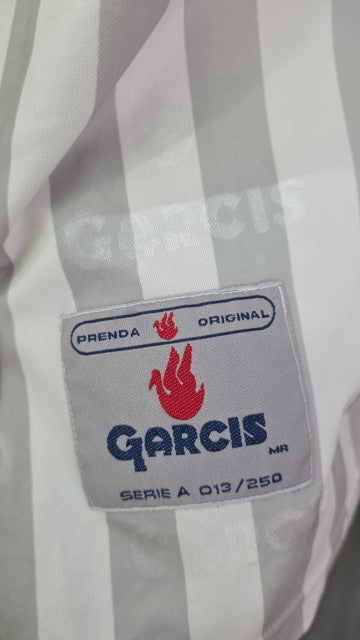 GARCIS
PRENDA ORIGINAL
GARCIS
MR
SERIE A 013/250